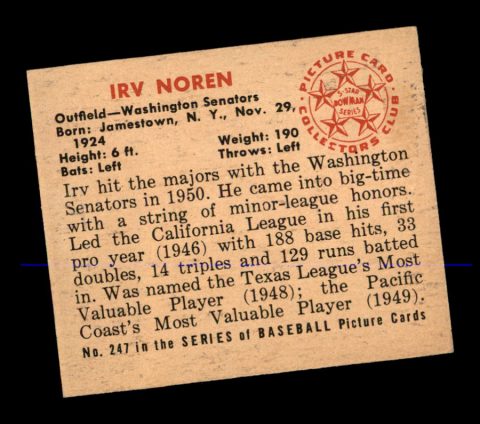 IRV NOREN
Outfield—Washington Senators
Born: Jamestown, N. Y., Nov. 29,
1924
Height: 6 ft. Weight: 190
Bats: Left Throws: Left
PICTURE CARD
COLLECTORS CLUB
5-STAR
BOWMAN
SERIES
Irv hit the majors with the Washington
Senators in 1950. He came into big-time
with a string of minor-league honors.
Led the California League in his first
pro year (1946) with 188 base hits, 33
doubles, 14 triples and 129 runs batted
in. Was named the Texas League's Most
Valuable Player (1948); the Pacific
Coast's Most Valuable Player (1949).
No. 247 in the SERIES of BASEBALL Picture Cards